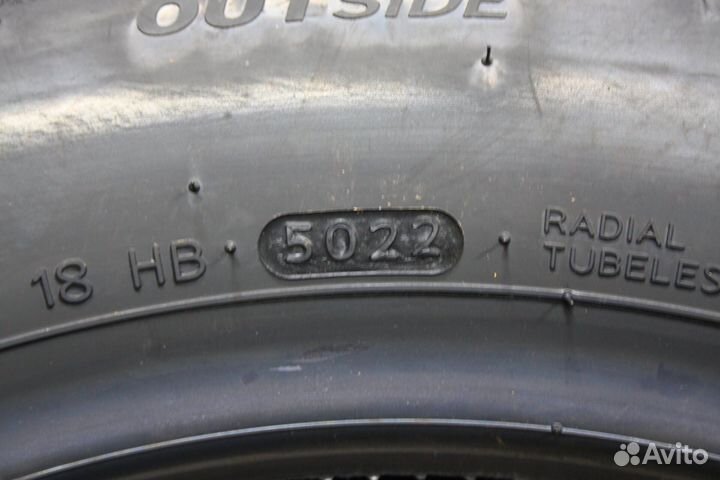 OUTSIDE
18 HB 5022 RADIAL
TUBELES
Avito